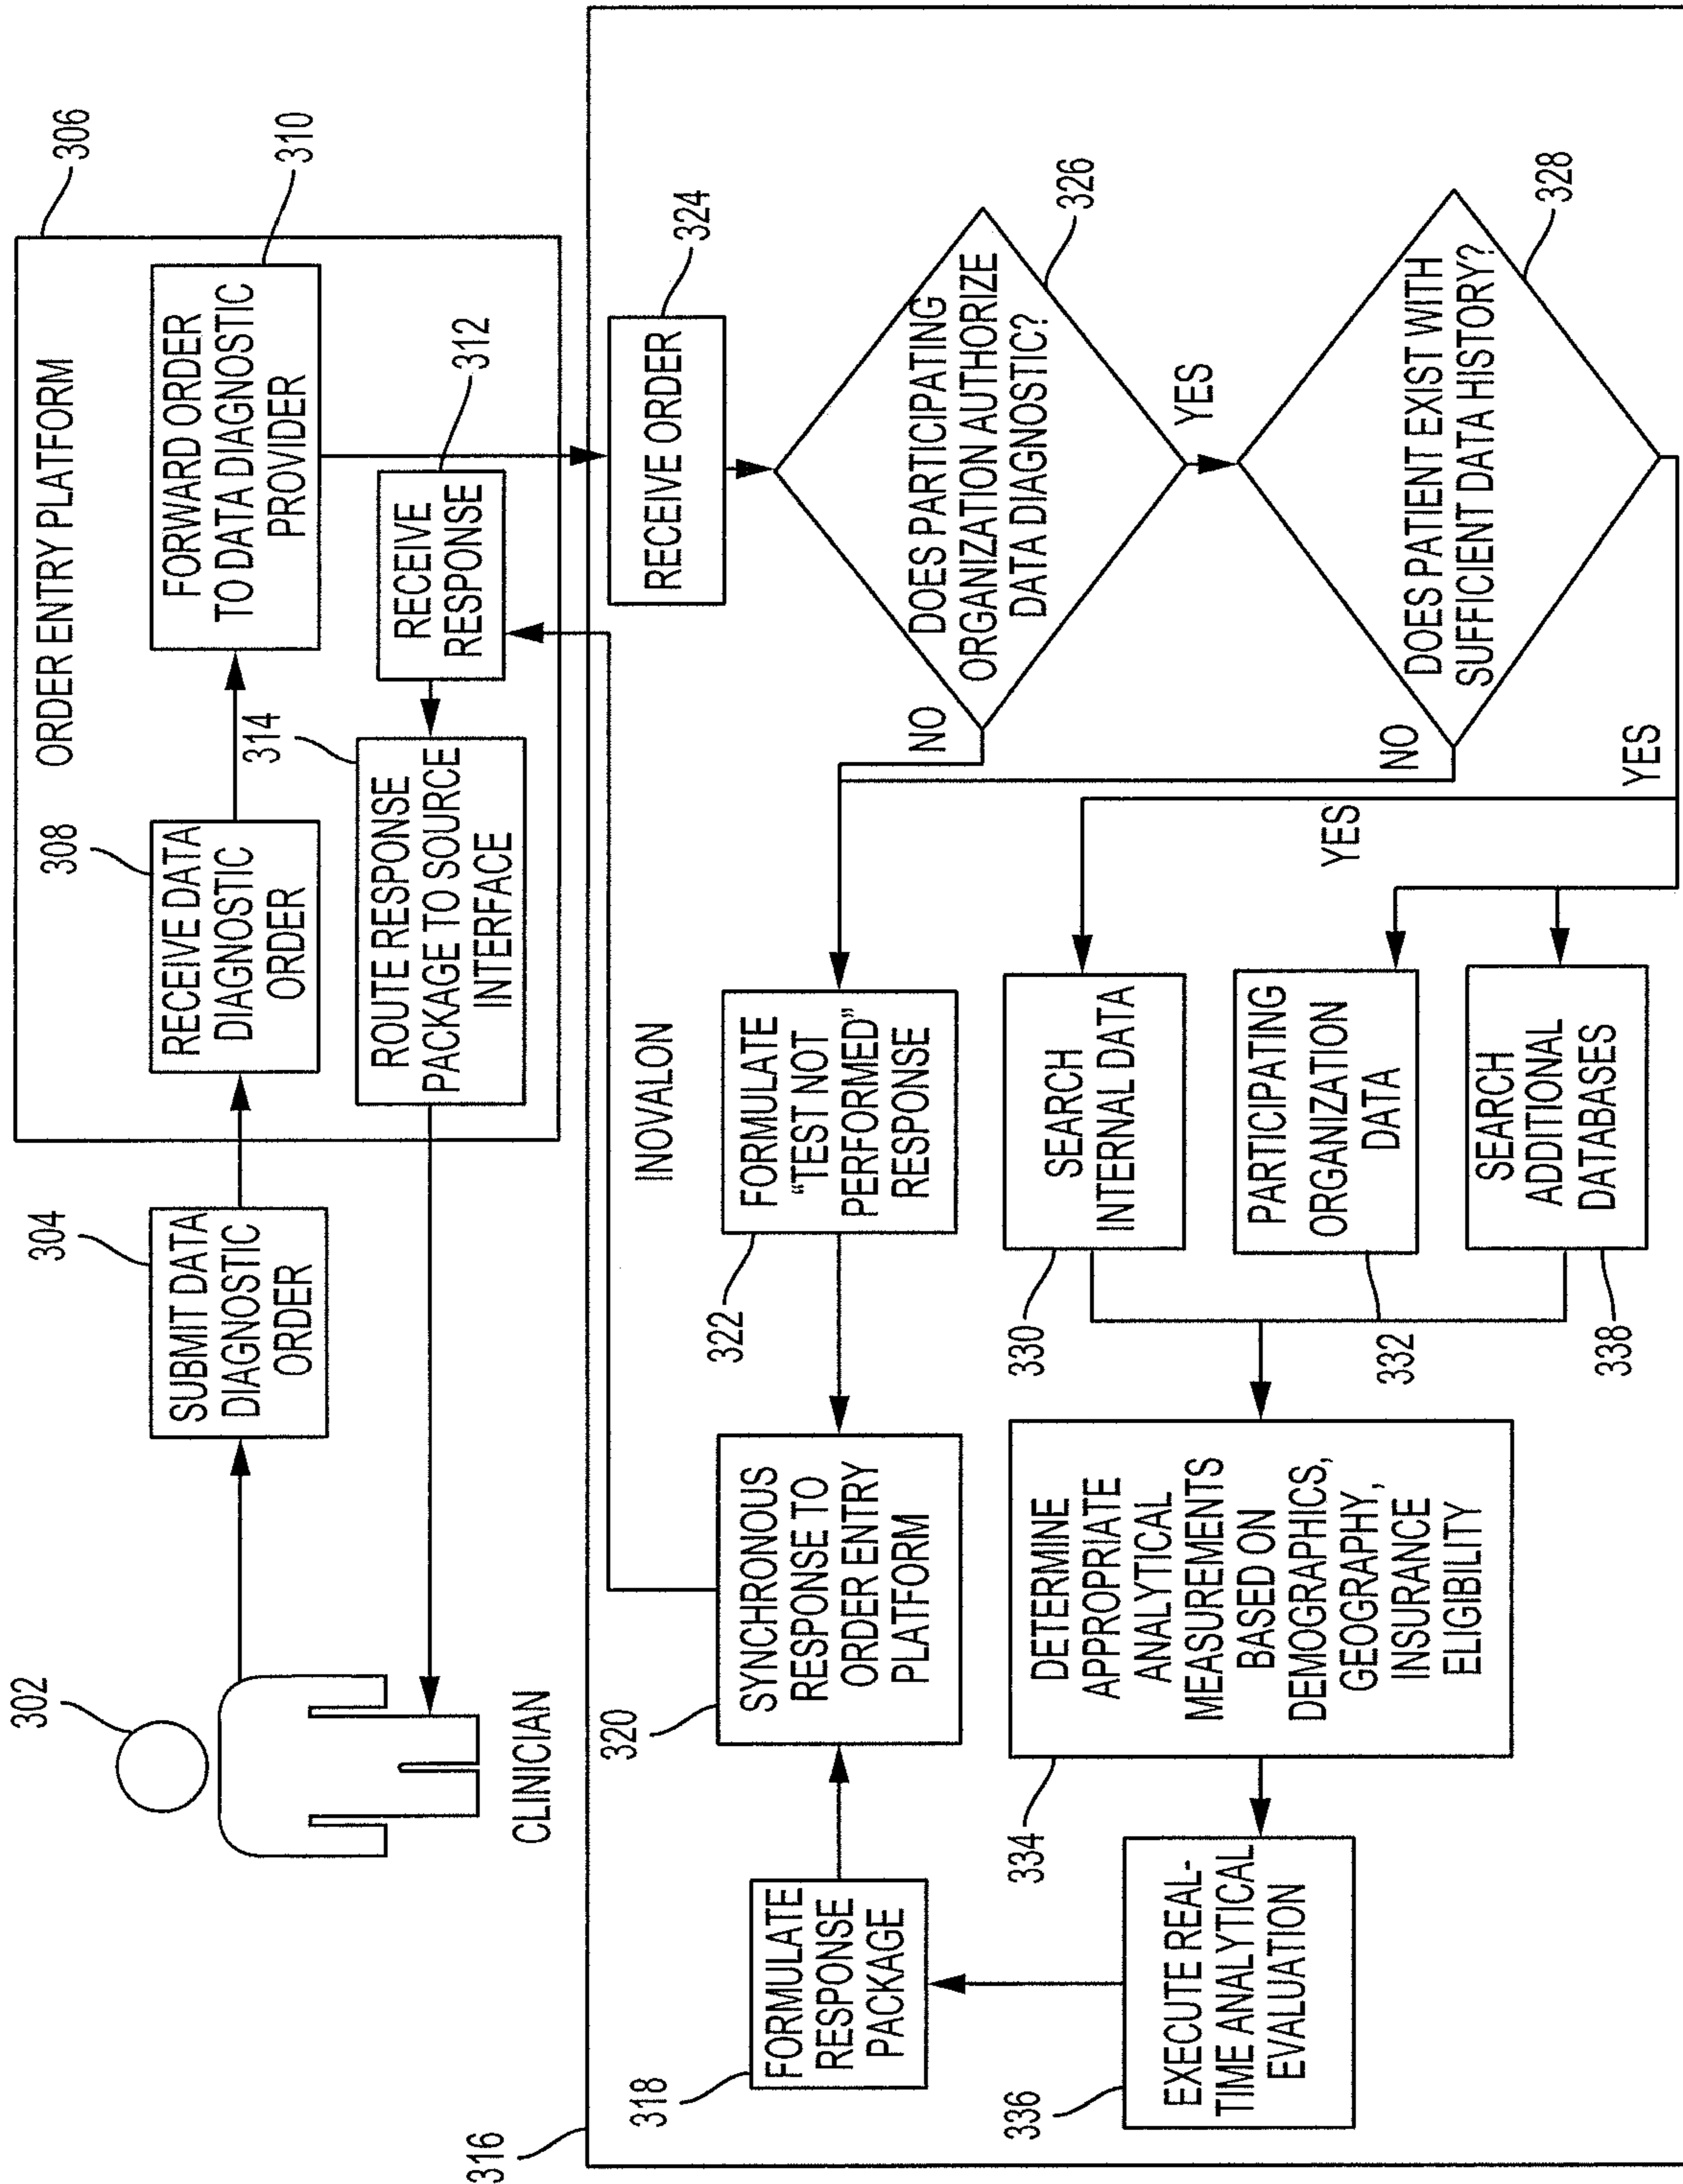 302
CLINICIAN
304
SUBMIT DATA
DIAGNOSTIC
ORDER
306
ORDER ENTRY PLATFORM
308
RECEIVE DATA
DIAGNOSTIC
ORDER
310
FORWARD ORDER
TO DATA DIAGNOSTIC
PROVIDER
312
RECEIVE
RESPONSE
314
ROUTE RESPONSE
PACKAGE TO SOURCE
INTERFACE
316
INOVALON
318
FORMULATE
RESPONSE
PACKAGE
320
SYNCHRONOUS
RESPONSE TO
ORDER ENTRY
PLATFORM
322
FORMULATE
“TEST NOT
PERFORMED”
RESPONSE
324
RECEIVE ORDER
326
DOES PARTICIPATING
ORGANIZATION AUTHORIZE
DATA DIAGNOSTIC?
NO
YES
328
DOES PATIENT EXIST WITH
SUFFICIENT DATA HISTORY?
NO
YES
YES
330
SEARCH
INTERNAL DATA
332
PARTICIPATING
ORGANIZATION
DATA
338
SEARCH
ADDITIONAL
DATABASES
334
DETERMINE
APPROPRIATE
ANALYTICAL
MEASUREMENTS
BASED ON
DEMOGRAPHICS,
GEOGRAPHY,
INSURANCE
ELIGIBILITY
336
EXECUTE REAL-
TIME ANALYTICAL
EVALUATION